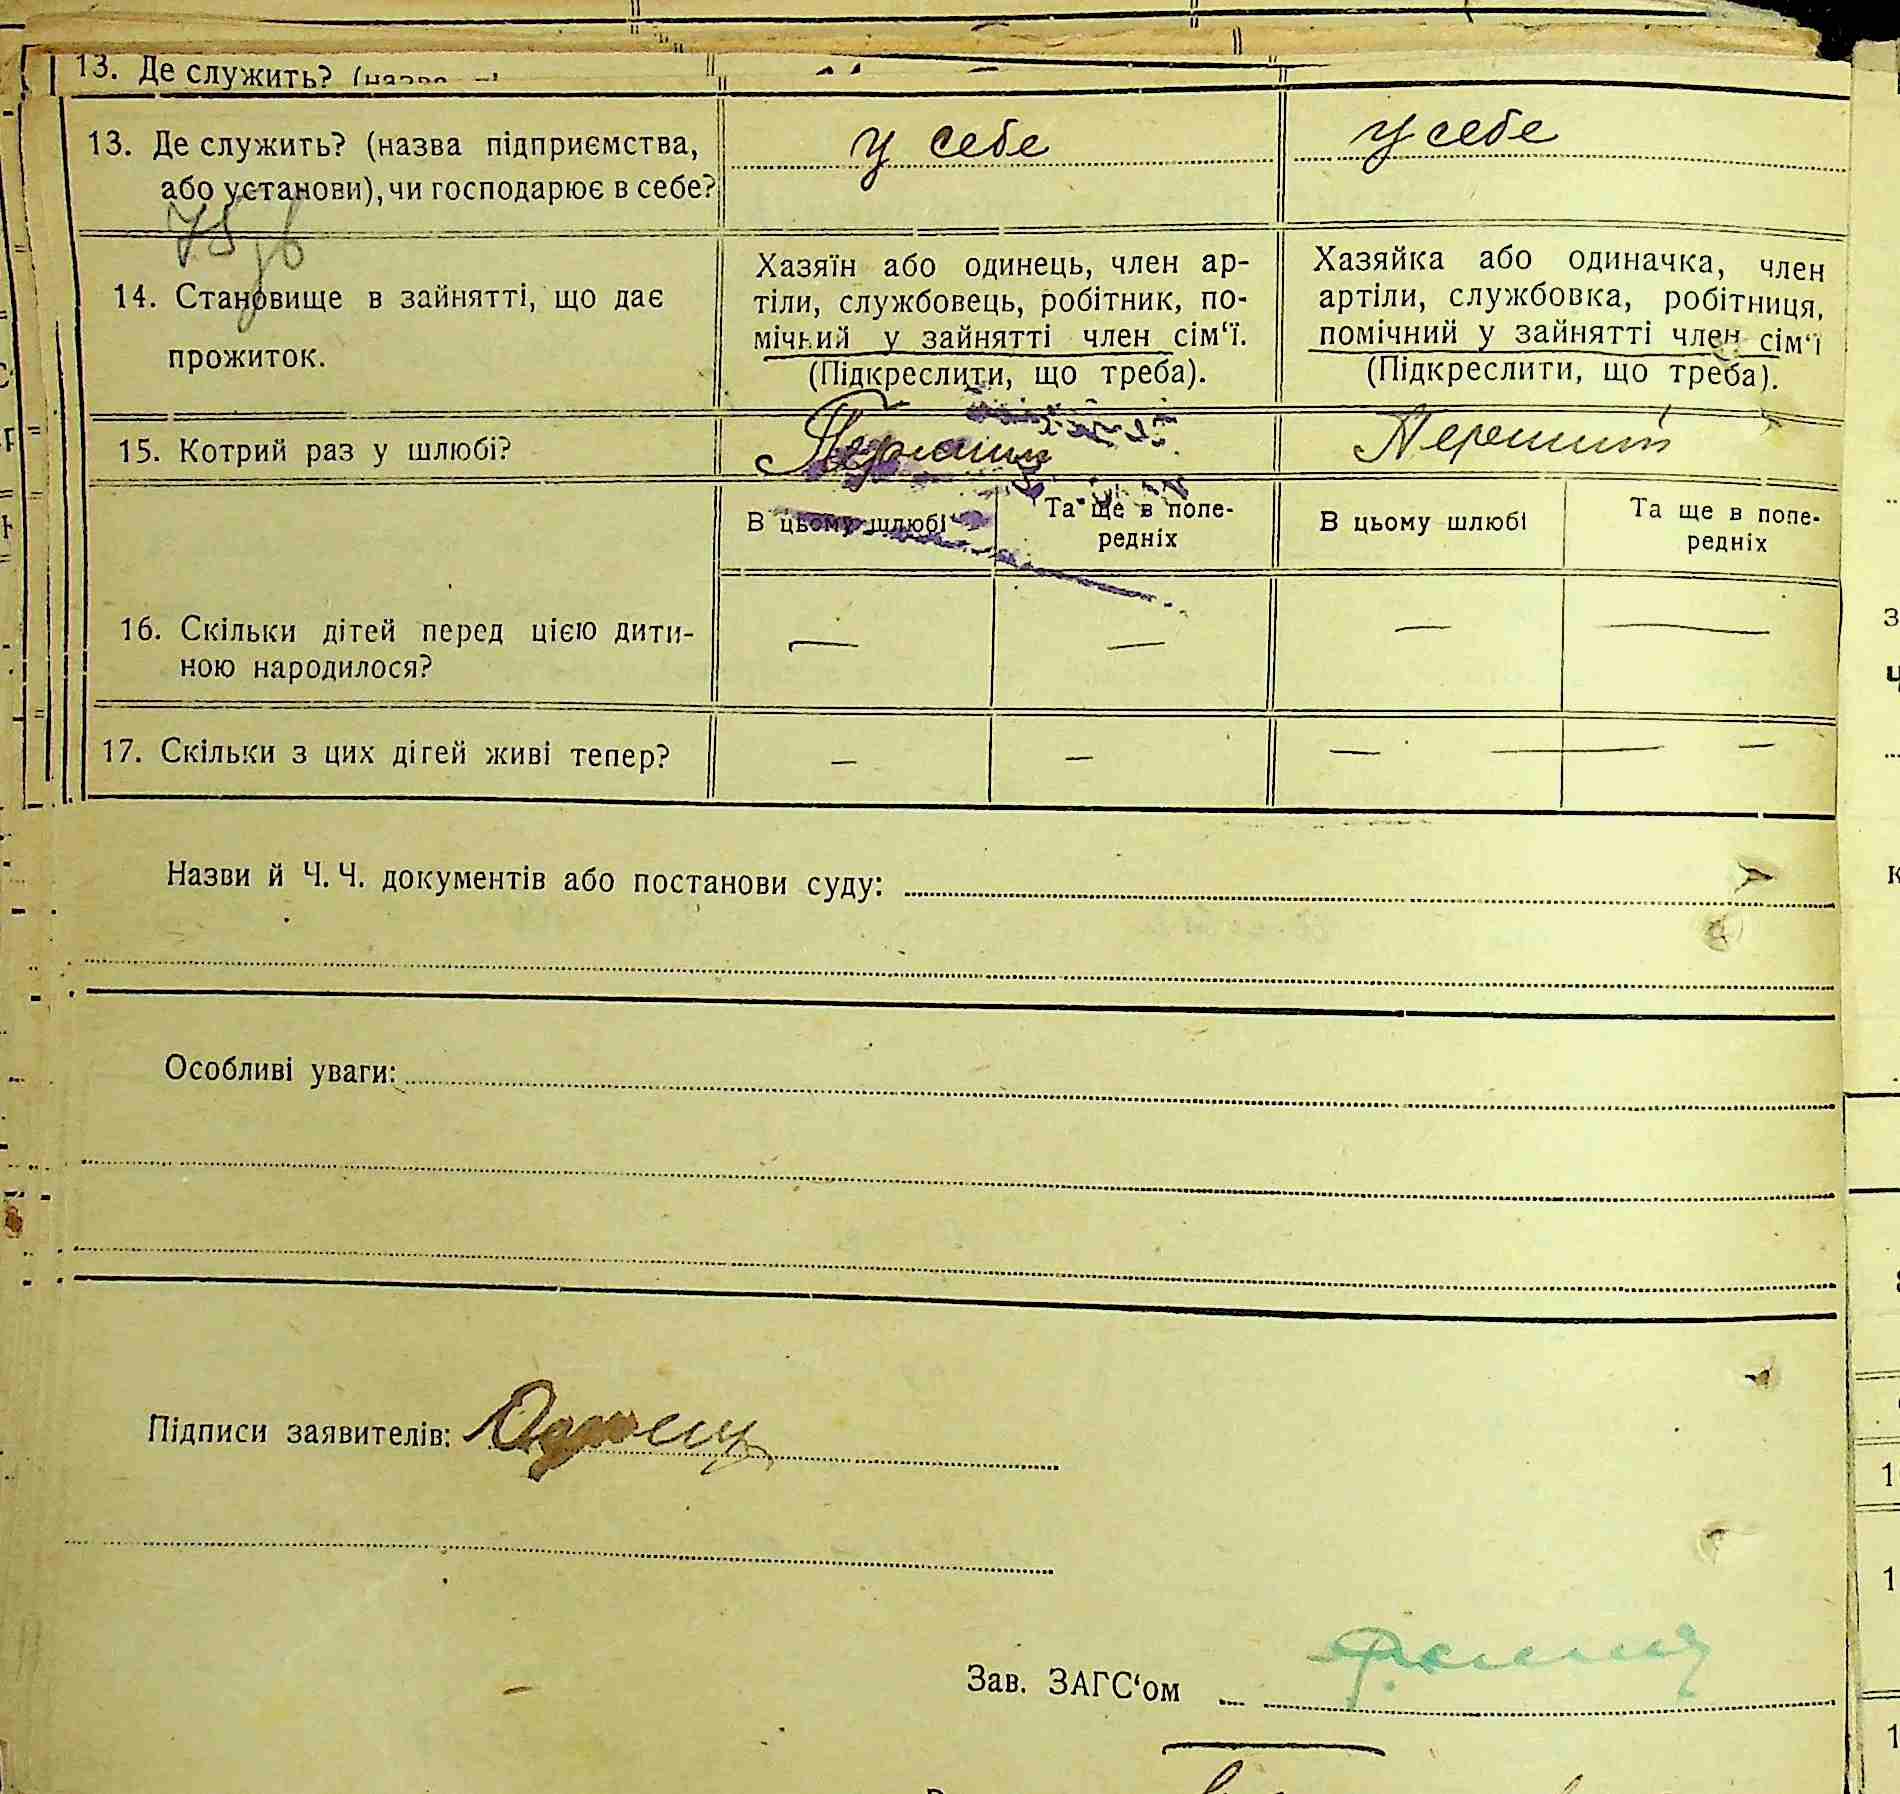 13. Де служить?
13. Де служить? (назва підприємства, або установи), чи господарює в себе?
у себе
у себе
14. Становище в зайнятті, що дає прожиток.
Хазяїн або одинець, член ар-
тіли, службовець, робітник, по-
мічний у зайнятті член сім‘ї.
(Підкреслити, що треба).
Хазяйка або одиначка, член
артіли, службовка, робітниця,
помічний у зайнятті член сім‘ї
(Підкреслити, що треба).
15. Котрий раз у шлюбі?
Перший
Перший
В цьому шлюбі
Та ще в попе-
редніх
В цьому шлюбі
Та ще в попе-
редніх
16. Скільки дітей перед цією дити-
ною народилося?
— — — —
17. Скільки з цих дітей живі тепер?
— — — — —
Назви й Ч. Ч. документів або постанови суду:
Особливі уваги:
Підписи заявителів:
Зав. ЗАГС‘ом